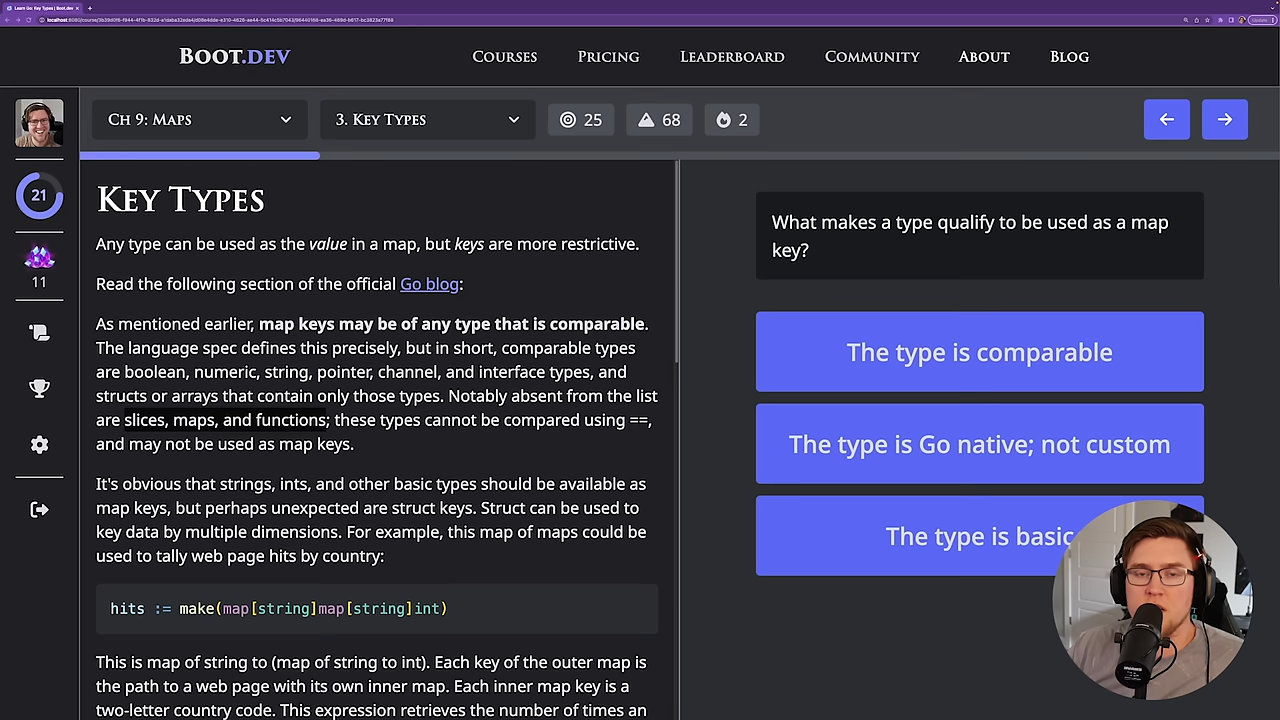 Learn Go: Key Types | Boot.dev
BOOT.DEV
COURSES
PRICING
LEADERBOARD
COMMUNITY
ABOUT
BLOG
CH 9: MAPS
3. KEY TYPES
25
68
2
21
11
KEY TYPES
Any type can be used as the value in a map, but keys are more restrictive.
Read the following section of the official Go blog:
As mentioned earlier, map keys may be of any type that is comparable.
The language spec defines this precisely, but in short, comparable types
are boolean, numeric, string, pointer, channel, and interface types, and
structs or arrays that contain only those types. Notably absent from the list
are slices, maps, and functions; these types cannot be compared using ==,
and may not be used as map keys.
It's obvious that strings, ints, and other basic types should be available as
map keys, but perhaps unexpected are struct keys. Struct can be used to
key data by multiple dimensions. For example, this map of maps could be
used to tally web page hits by country:
hits := make(map[string]map[string]int)
This is map of string to (map of string to int). Each key of the outer map is
the path to a web page with its own inner map. Each inner map key is a
two-letter country code. This expression retrieves the number of times an
What makes a type qualify to be used as a map
key?
The type is comparable
The type is Go native; not custom
The type is basic